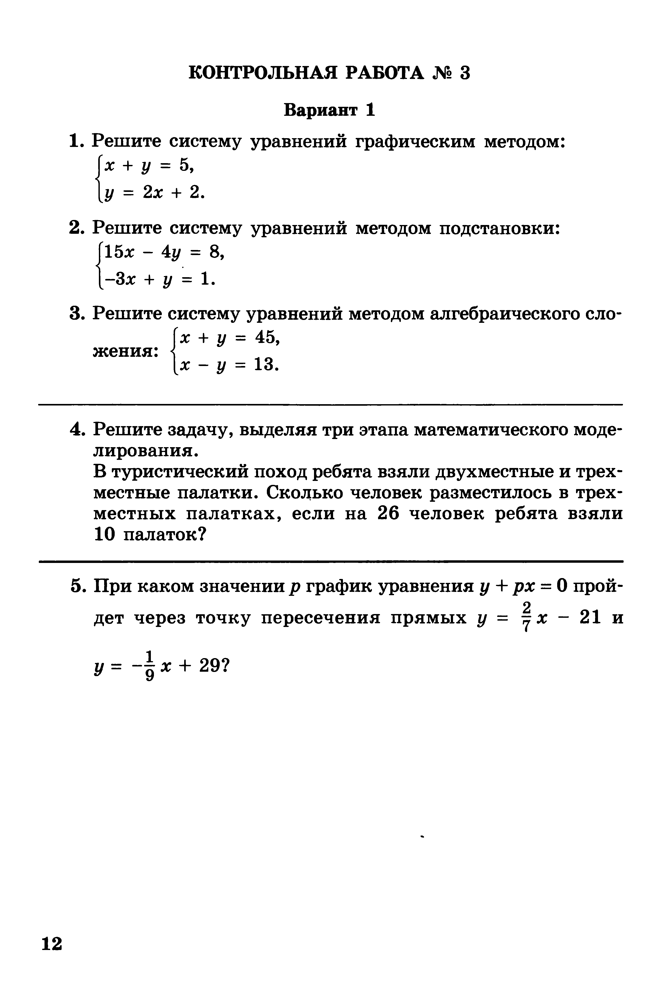 КОНТРОЛЬНАЯ РАБОТА № 3
Вариант 1
1. Решите систему уравнений графическим методом:
x + y = 5,
y = 2x + 2.
2. Решите систему уравнений методом подстановки:
15x – 4y = 8,
–3x + y = 1.
3. Решите систему уравнений методом алгебраического сло-
x + y = 45,
жения:
x – y = 13.
4. Решите задачу, выделяя три этапа математического моде-
лирования.
В туристический поход ребята взяли двухместные и трех-
местные палатки. Сколько человек разместилось в трех-
местных палатках, если на 26 человек ребята взяли
10 палаток?
5. При каком значении p график уравнения y + px = 0 прой-
дет через точку пересечения прямых y = 2/7 x – 21 и
y = –1/9 x + 29?
12